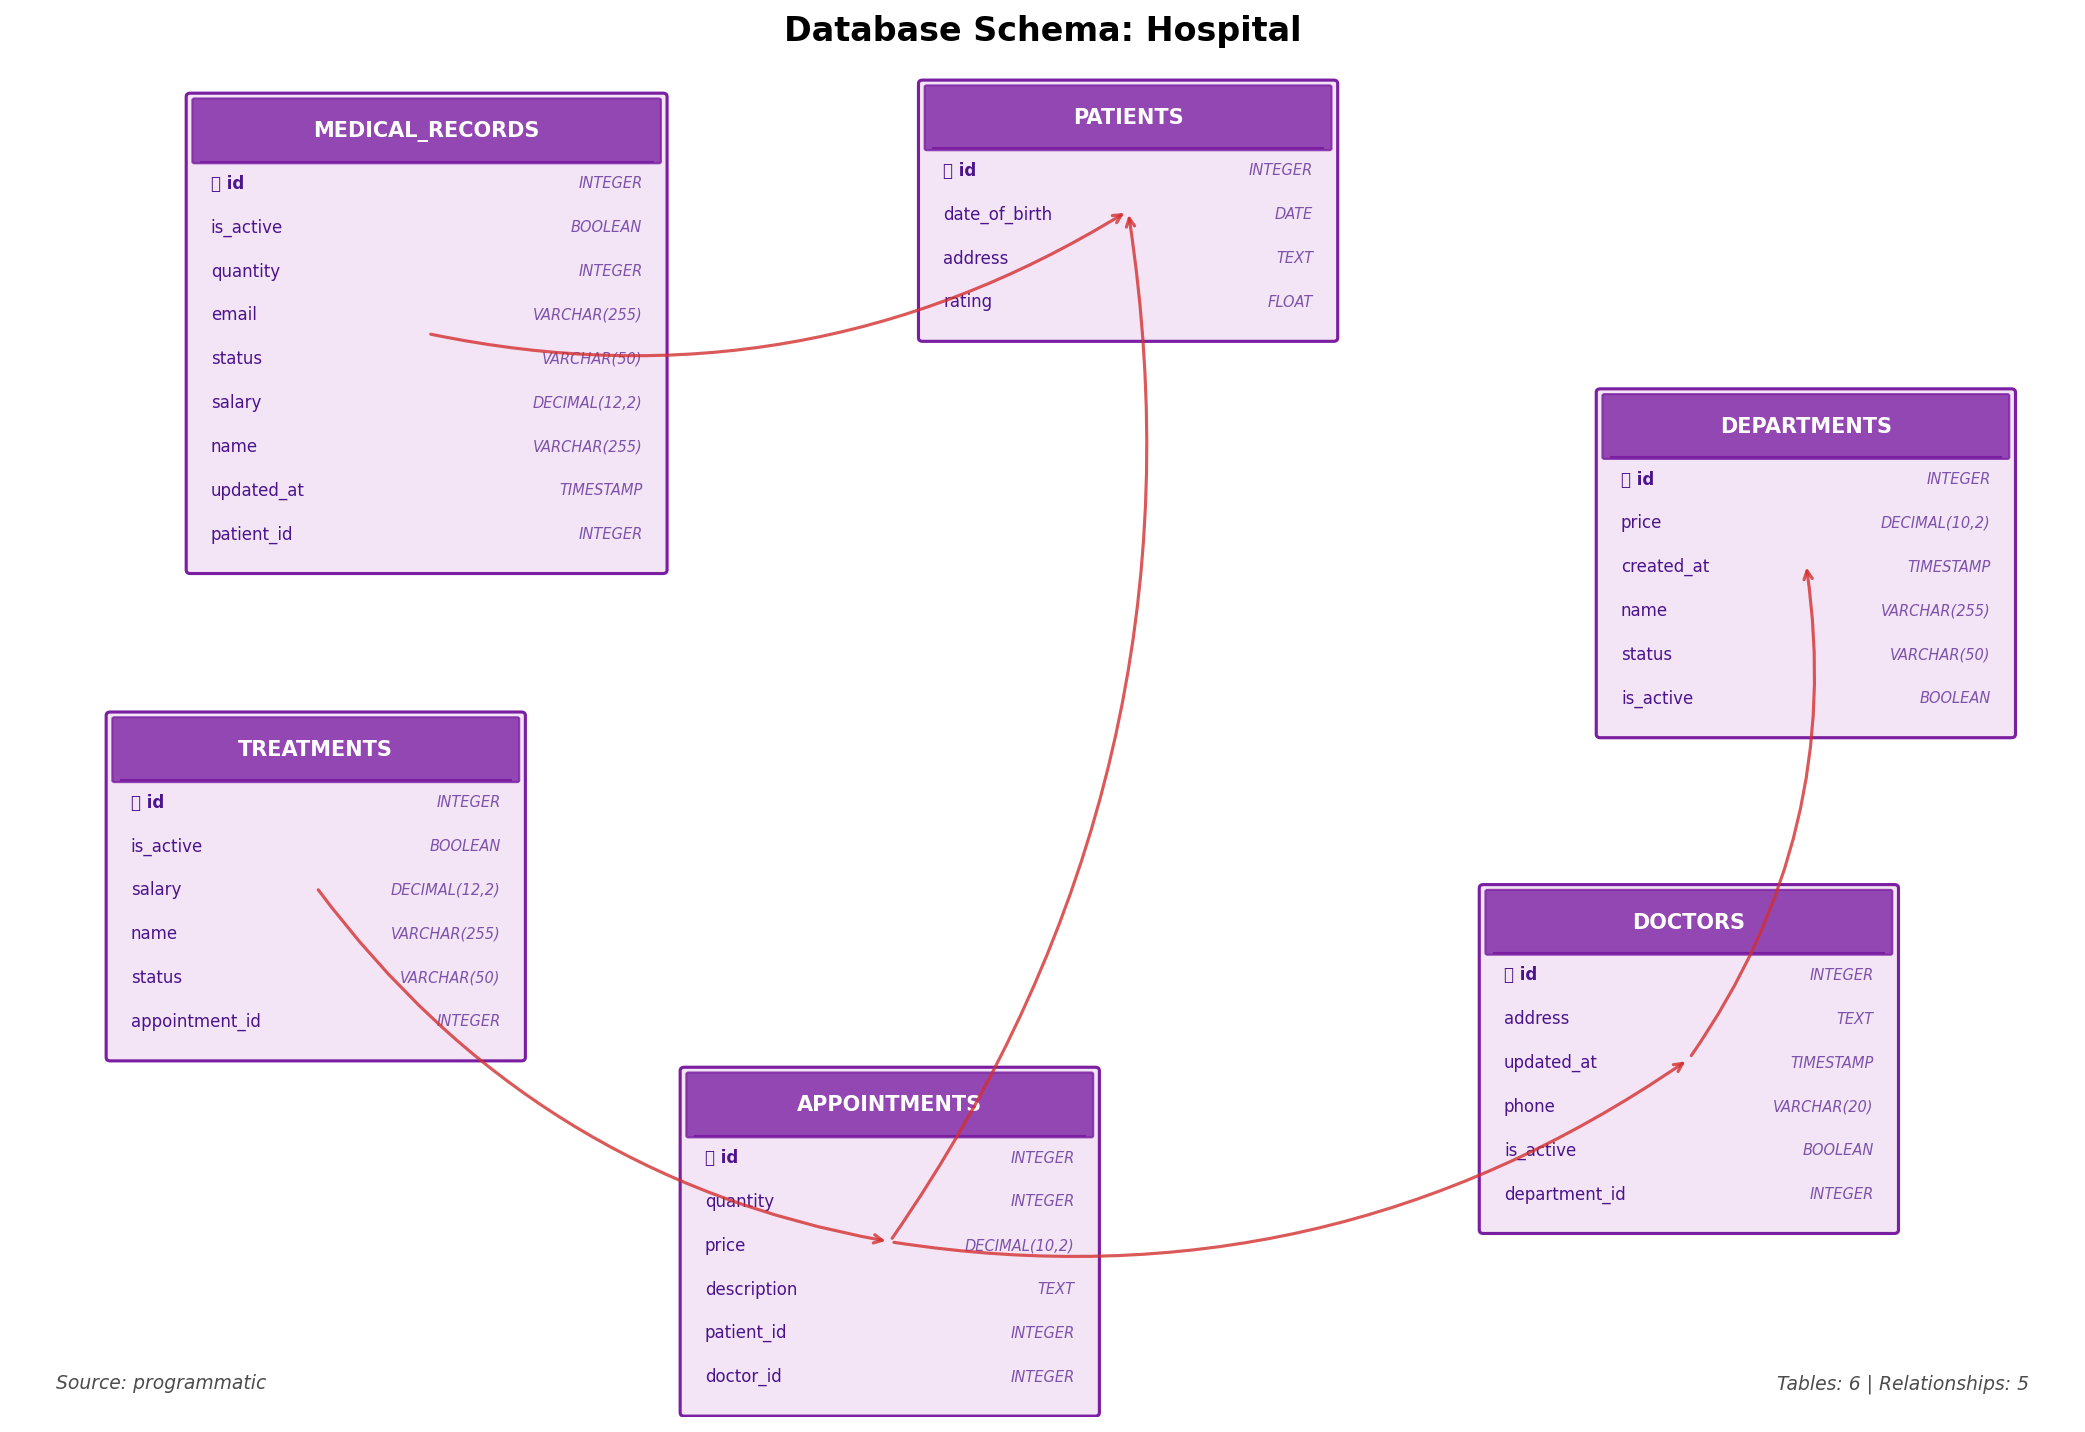 Database Schema: Hospital
MEDICAL_RECORDS
id INTEGER
is_active BOOLEAN
quantity INTEGER
email VARCHAR(255)
status VARCHAR(50)
salary DECIMAL(12,2)
name VARCHAR(255)
updated_at TIMESTAMP
patient_id INTEGER
PATIENTS
id INTEGER
date_of_birth DATE
address TEXT
rating FLOAT
DEPARTMENTS
id INTEGER
price DECIMAL(10,2)
created_at TIMESTAMP
name VARCHAR(255)
status VARCHAR(50)
is_active BOOLEAN
TREATMENTS
id INTEGER
is_active BOOLEAN
salary DECIMAL(12,2)
name VARCHAR(255)
status VARCHAR(50)
appointment_id INTEGER
DOCTORS
id INTEGER
address TEXT
updated_at TIMESTAMP
phone VARCHAR(20)
is_active BOOLEAN
department_id INTEGER
APPOINTMENTS
id INTEGER
quantity INTEGER
price DECIMAL(10,2)
description TEXT
patient_id INTEGER
doctor_id INTEGER
Source: programmatic
Tables: 6 | Relationships: 5